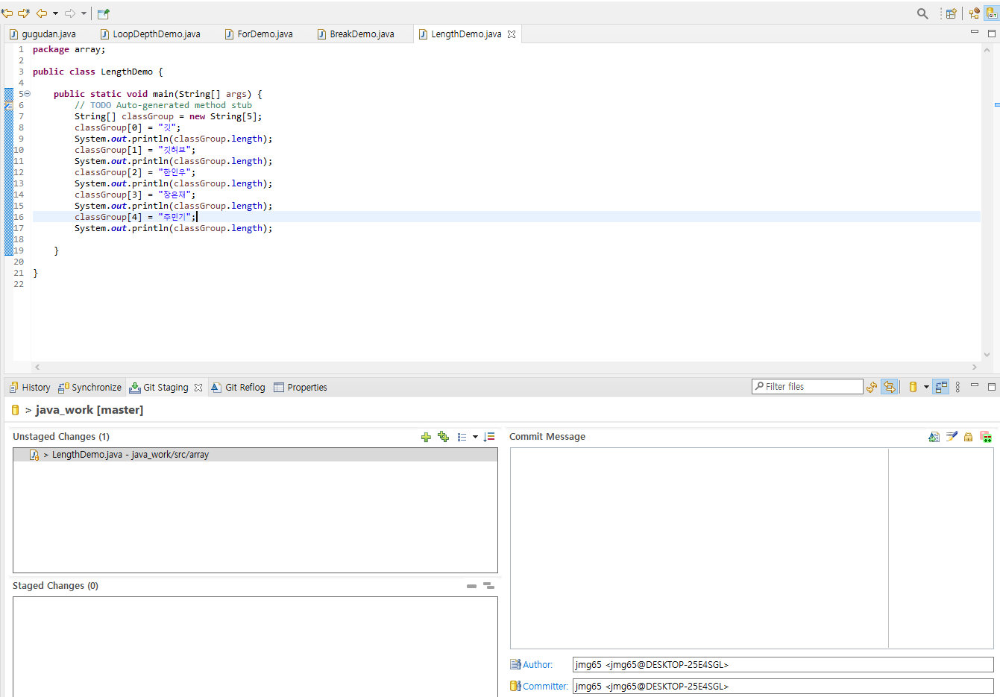 gugudan.java LoopDepthDemo.java ForDemo.java BreakDemo.java LengthDemo.java
1 package array;
2
3 public class LengthDemo {
4
5 public static void main(String[] args) {
6 // TODO Auto-generated method stub
7 String[] classGroup = new String[5];
8 classGroup[0] = "깃";
9 System.out.println(classGroup.length);
10 classGroup[1] = "깃허브";
11 System.out.println(classGroup.length);
12 classGroup[2] = "한인우";
13 System.out.println(classGroup.length);
14 classGroup[3] = "장은재";
15 System.out.println(classGroup.length);
16 classGroup[4] = "주민기";
17 System.out.println(classGroup.length);
18
19 }
20
21 }
22
History Synchronize Git Staging Git Reflog Properties Filter files
> java_work [master]
Unstaged Changes (1)
> LengthDemo.java - java_work/src/array
Staged Changes (0)
Commit Message
Author: jmg65 <jmg65@DESKTOP-25E4SGL>
Committer: jmg65 <jmg65@DESKTOP-25E4SGL>